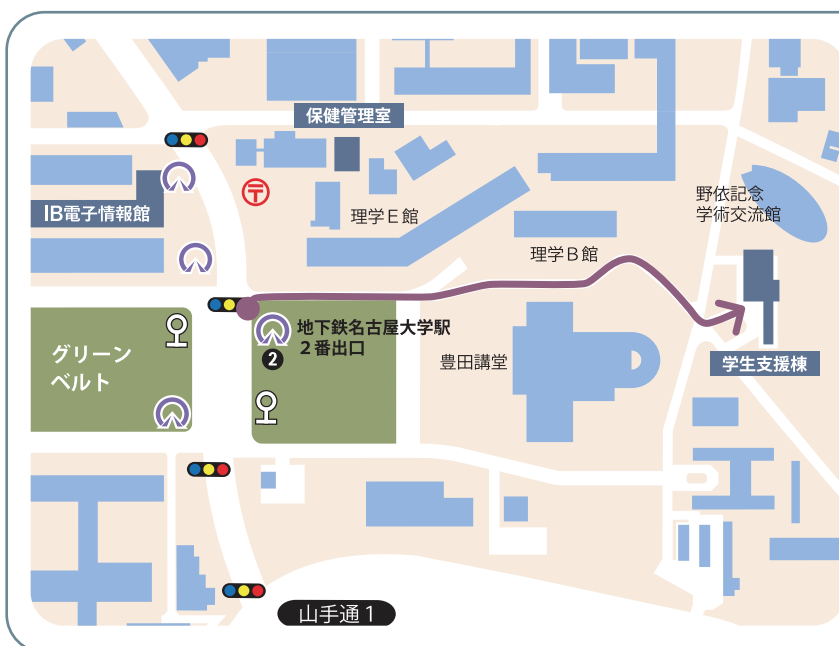 保健管理室
野依記念
学術交流館
IB電子情報館
理学E館
理学B館
地下鉄名古屋大学駅
2番出口
2
グリーン
ベルト
豊田講堂
学生支援棟
山手通1